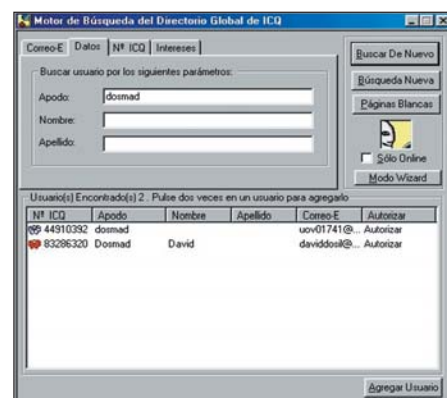 Motor de Búsqueda del Directorio Global de ICQ
Correo-E Datos Nº ICQ Intereses
Buscar usuario por los siguientes parámetros:
Apodo: dosmad
Nombre:
Apellido:
Buscar De Nuevo
Búsqueda Nueva
Páginas Blancas
Sólo Online
Modo Wizard
Usuario(s) Encontrado(s) 2 . Pulse dos veces en un usuario para agregarlo
Nº ICQ Apodo Nombre Apellido Correo-E Autorizar
44910392 dosmad uov01741@... Autorizar
83286320 Dosmad David daviddosil@... Autorizar
Agregar Usuario